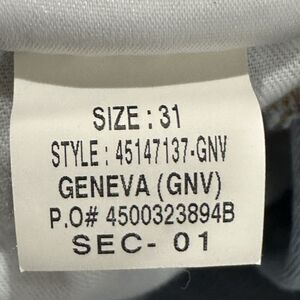 SIZE : 31
STYLE : 45147137-GNV
GENEVA (GNV)
P.O# 4500323894B
SEC- 01